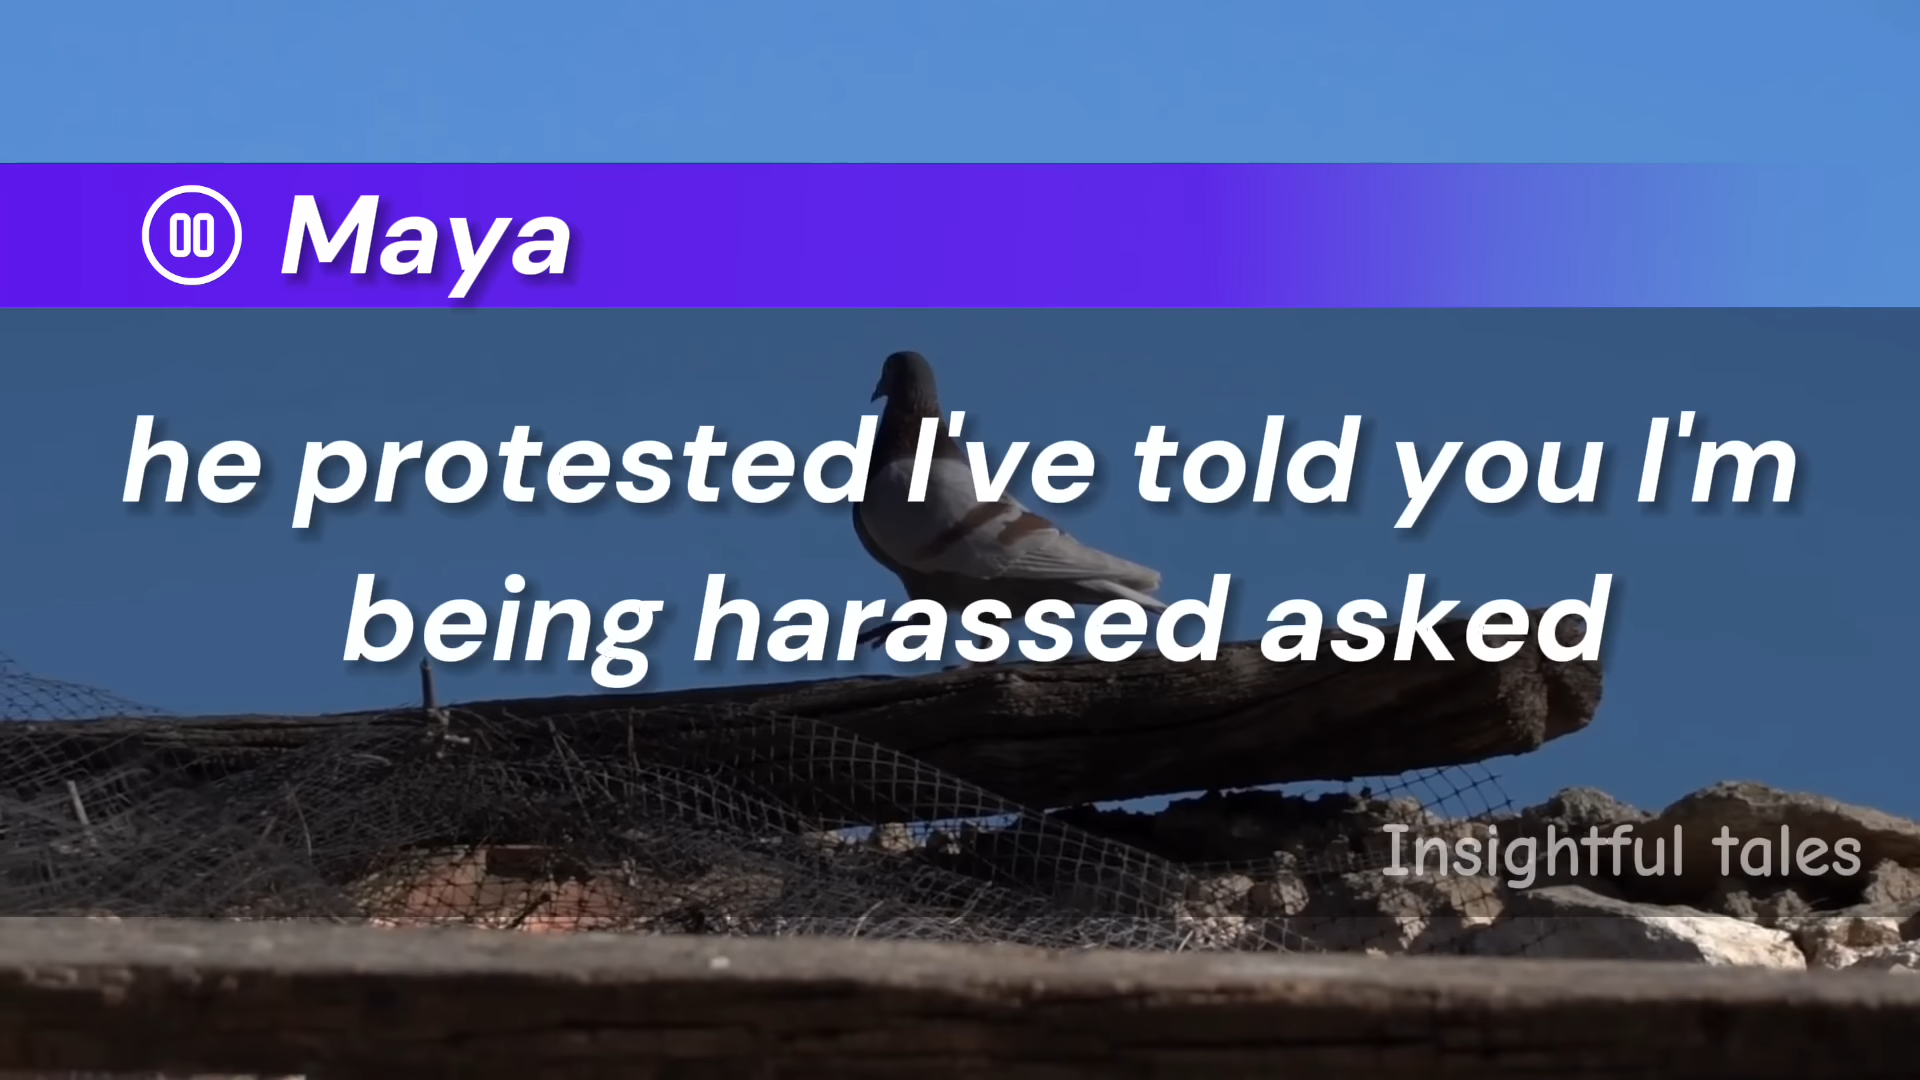 Maya
he protested I've told you I'm
being harassed asked
Insightful tales